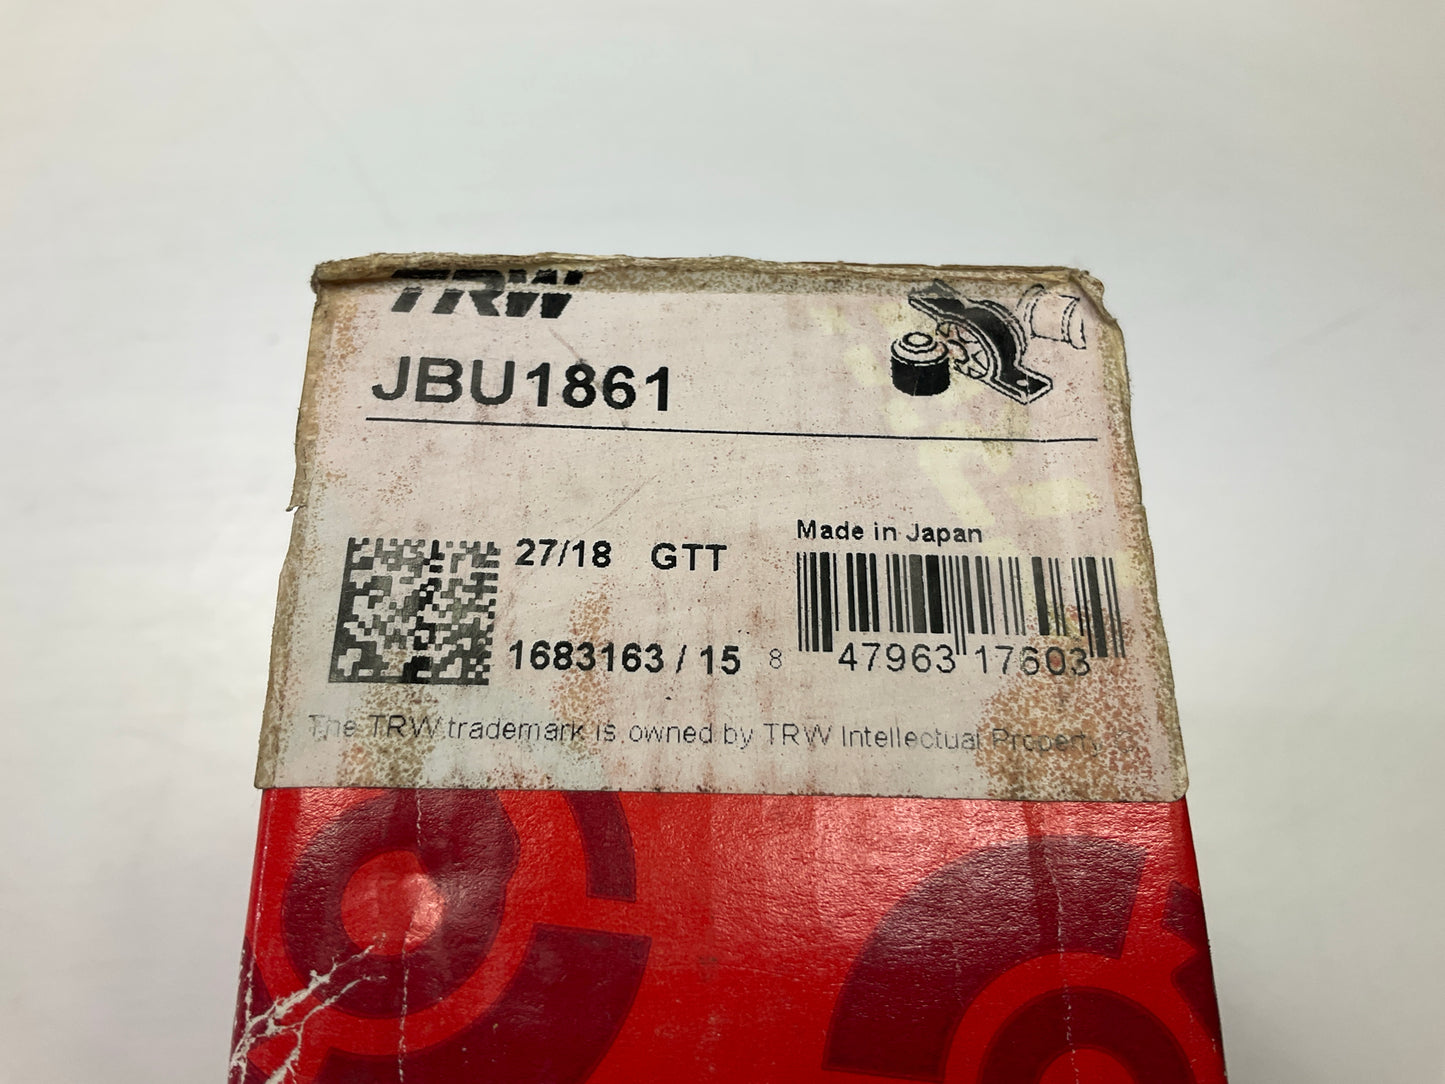 TRW
JBU1861
27/18 GTT
Made in Japan
1683163 / 15
8 47963 17603
The TRW trademark is owned by TRW Intellectual Property